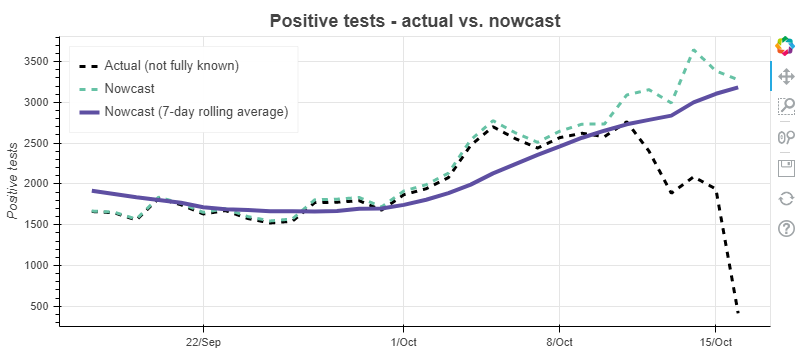 Positive tests - actual vs. nowcast
Actual (not fully known)
Nowcast
Nowcast (7-day rolling average)
Positive tests
3500
3000
2500
2000
1500
1000
500
22/Sep
1/Oct
8/Oct
15/Oct